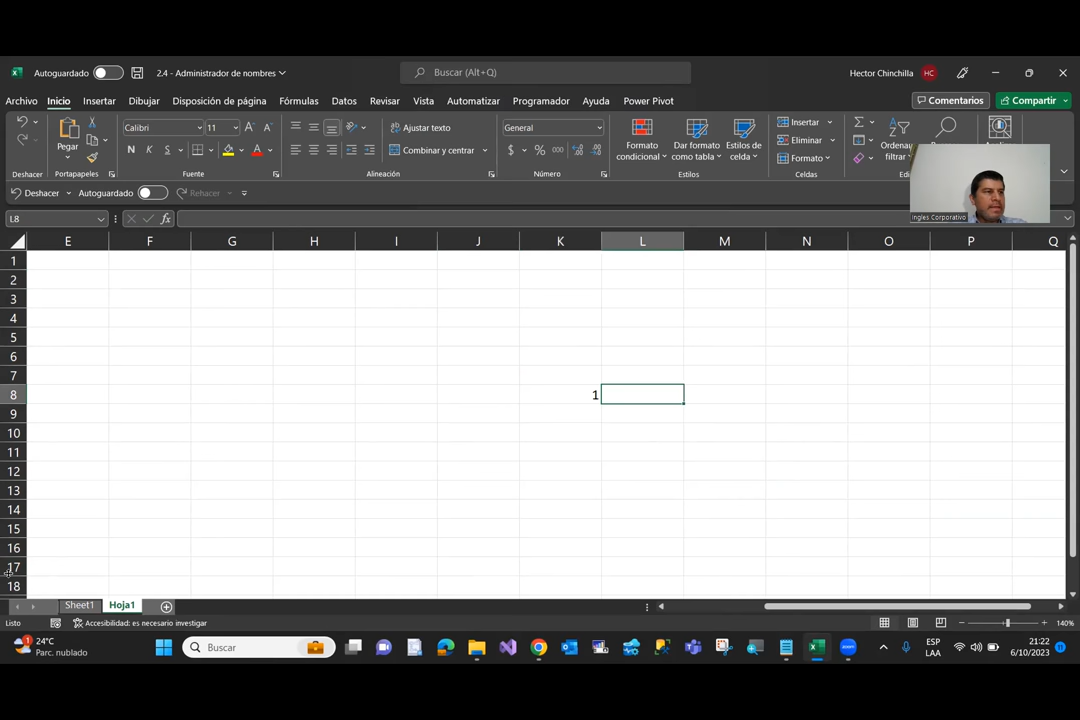 Autoguardado 2.4 - Administrador de nombres Buscar (Alt+Q) Hector Chinchilla HC
Archivo Inicio Insertar Dibujar Disposición de página Fórmulas Datos Revisar Vista Automatizar Programador Ayuda Power Pivot Comentarios Compartir
Pegar Calibri 11 A A Ajustar texto General Formato condicional Dar formato como tabla Estilos de celda Insertar Ordenar
N K S A Combinar y centrar $ % 000 Eliminar filtrar
Formato
Deshacer Portapapeles Fuente Alineación Número Estilos Celdas
Deshacer Autoguardado Rehacer
Ingles Corporativo
L8 fx
E F G H I J K L M N O P Q
1
2
3
4
5
6
7
8 1
9
10
11
12
13
14
15
16
17
18
Sheet1 Hoja1
Listo Accesibilidad: es necesario investigar 140%
1 24°C
Parc. nublado
Buscar
ESP
LAA
21:22
6/10/2023